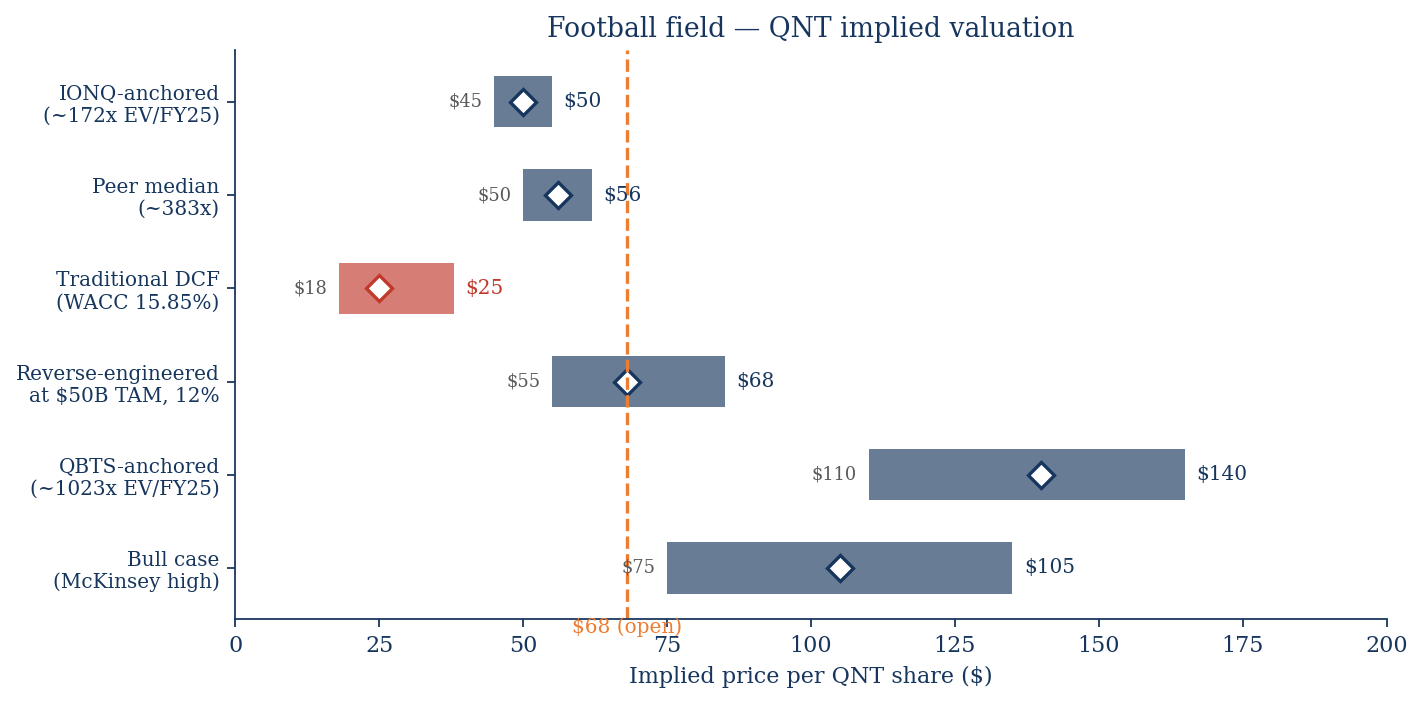 Football field — QNT implied valuation
IONQ-anchored
(~172x EV/FY25)
$45
$50
Peer median
(~383x)
$50
$56
Traditional DCF
(WACC 15.85%)
$18
$25
Reverse-engineered
at $50B TAM, 12%
$55
$68
QBTS-anchored
(~1023x EV/FY25)
$110
$140
Bull case
(McKinsey high)
$75
$105
$68 (open)
0 25 50 75 100 125 150 175 200
Implied price per QNT share ($)